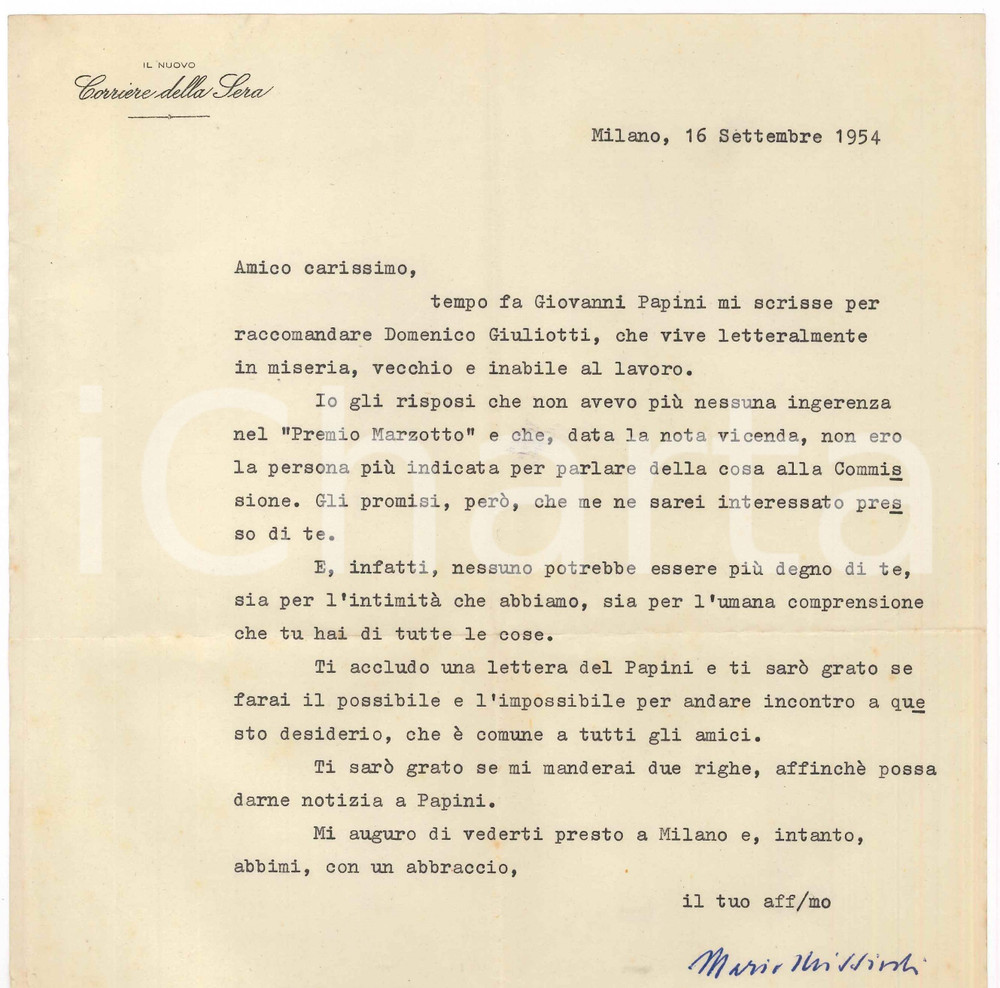 IL NUOVO
Corriere della Sera
Milano, 16 Settembre 1954
Amico carissimo,
tempo fa Giovanni Papini mi scrisse per
raccomandare Domenico Giuliotti, che vive letteralmente
in miseria, vecchio e inabile al lavoro.
Io gli risposi che non avevo più nessuna ingerenza
nel "Premio Marzotto" e che, data la nota vicenda, non ero
la persona più indicata per parlare della cosa alla Commis
sione. Gli promisi, però, che me ne sarei interessato pres
so di te.
E, infatti, nessuno potrebbe essere più degno di te,
sia per l'intimità che abbiamo, sia per l'umana comprensione
che tu hai di tutte le cose.
Ti accludo una lettera del Papini e ti sarò grato se
farai il possibile e l'impossibile per andare incontro a que
sto desiderio, che è comune a tutti gli amici.
Ti sarò grato se mi manderai due righe, affinchè possa
darne notizia a Papini.
Mi auguro di vederti presto a Milano e, intanto,
abbimi, con un abbraccio,
il tuo aff/mo
Mario Missiroli
iCharta